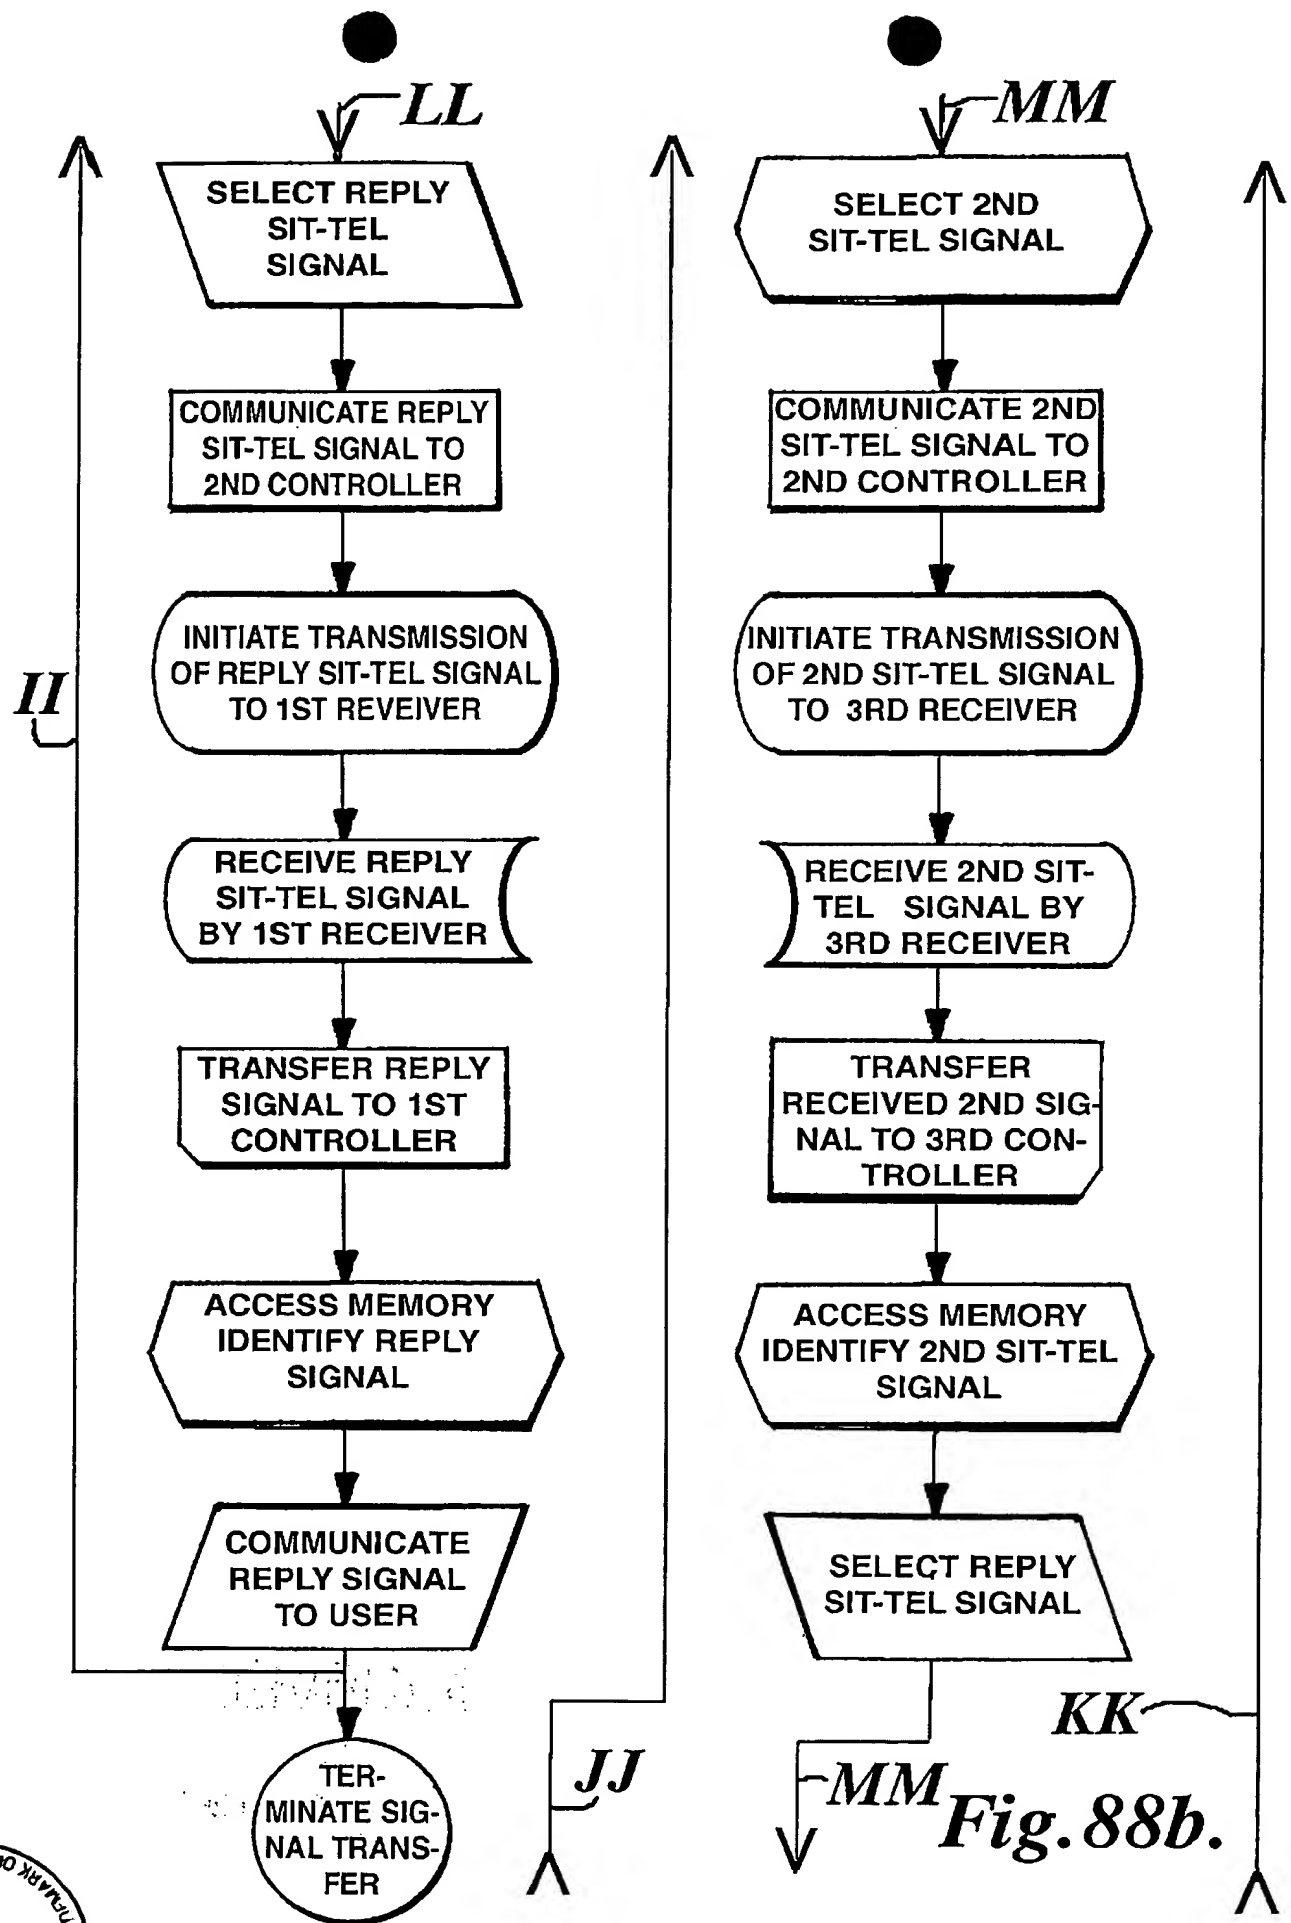 LL
SELECT REPLY
SIT-TEL
SIGNAL
COMMUNICATE REPLY
SIT-TEL SIGNAL TO
2ND CONTROLLER
INITIATE TRANSMISSION
OF REPLY SIT-TEL SIGNAL
TO 1ST REVEIVER
II
RECEIVE REPLY
SIT-TEL SIGNAL
BY 1ST RECEIVER
TRANSFER REPLY
SIGNAL TO 1ST
CONTROLLER
ACCESS MEMORY
IDENTIFY REPLY
SIGNAL
COMMUNICATE
REPLY SIGNAL
TO USER
TER-
MINATE SIG-
NAL TRANS-
FER
JJ
MM
SELECT 2ND
SIT-TEL SIGNAL
COMMUNICATE 2ND
SIT-TEL SIGNAL TO
2ND CONTROLLER
INITIATE TRANSMISSION
OF 2ND SIT-TEL SIGNAL
TO 3RD RECEIVER
RECEIVE 2ND SIT-
TEL SIGNAL BY
3RD RECEIVER
TRANSFER
RECEIVED 2ND SIG-
NAL TO 3RD CON-
TROLLER
ACCESS MEMORY
IDENTIFY 2ND SIT-TEL
SIGNAL
SELECT REPLY
SIT-TEL SIGNAL
KK
MM
Fig. 88b.